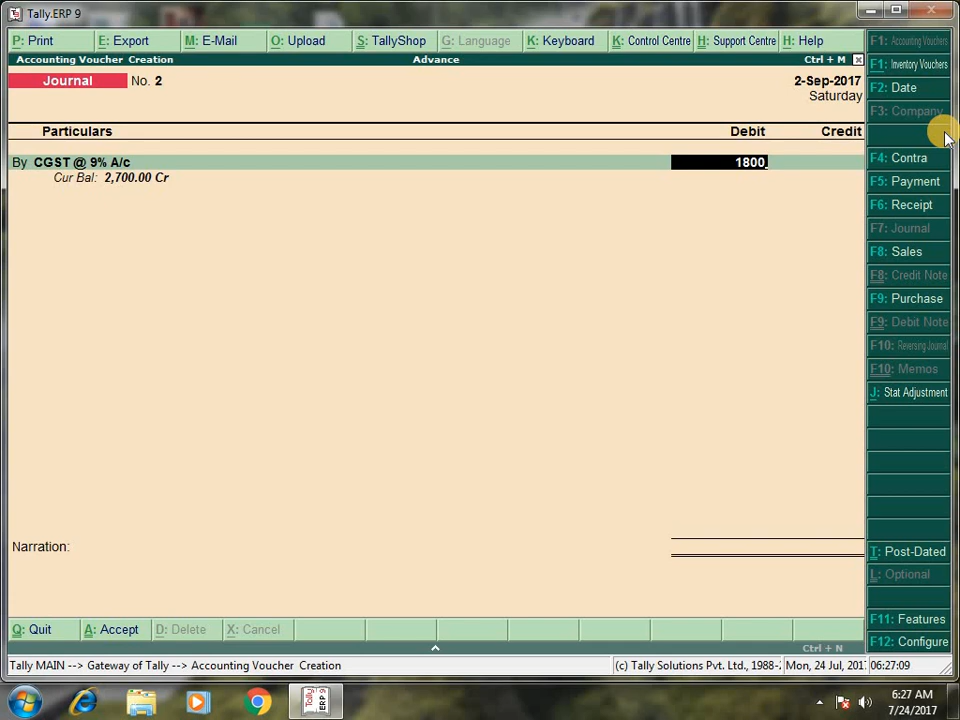 Tally.ERP 9
P: Print E: Export M: E-Mail O: Upload S: TallyShop G: Language K: Keyboard K: Control Centre H: Support Centre H: Help
Accounting Voucher Creation Advance Ctrl + M
Journal No. 2 2-Sep-2017
Saturday
Particulars Debit Credit
By CGST @ 9% A/c 1800
Cur Bal: 2,700.00 Cr
Narration:
F1: Accounting Vouchers
F1: Inventory Vouchers
F2: Date
F3: Company
F4: Contra
F5: Payment
F6: Receipt
F7: Journal
F8: Sales
F8: Credit Note
F9: Purchase
F9: Debit Note
F10: Reversing Journal
F10: Memos
J: Stat Adjustment
T: Post-Dated
L: Optional
F11: Features
F12: Configure
Q: Quit A: Accept D: Delete X: Cancel
Ctrl + N
Tally MAIN --> Gateway of Tally --> Accounting Voucher Creation (c) Tally Solutions Pvt. Ltd., 1988- Mon, 24 Jul, 201 06:27:09
Tally ERP 9
6:27 AM
7/24/2017